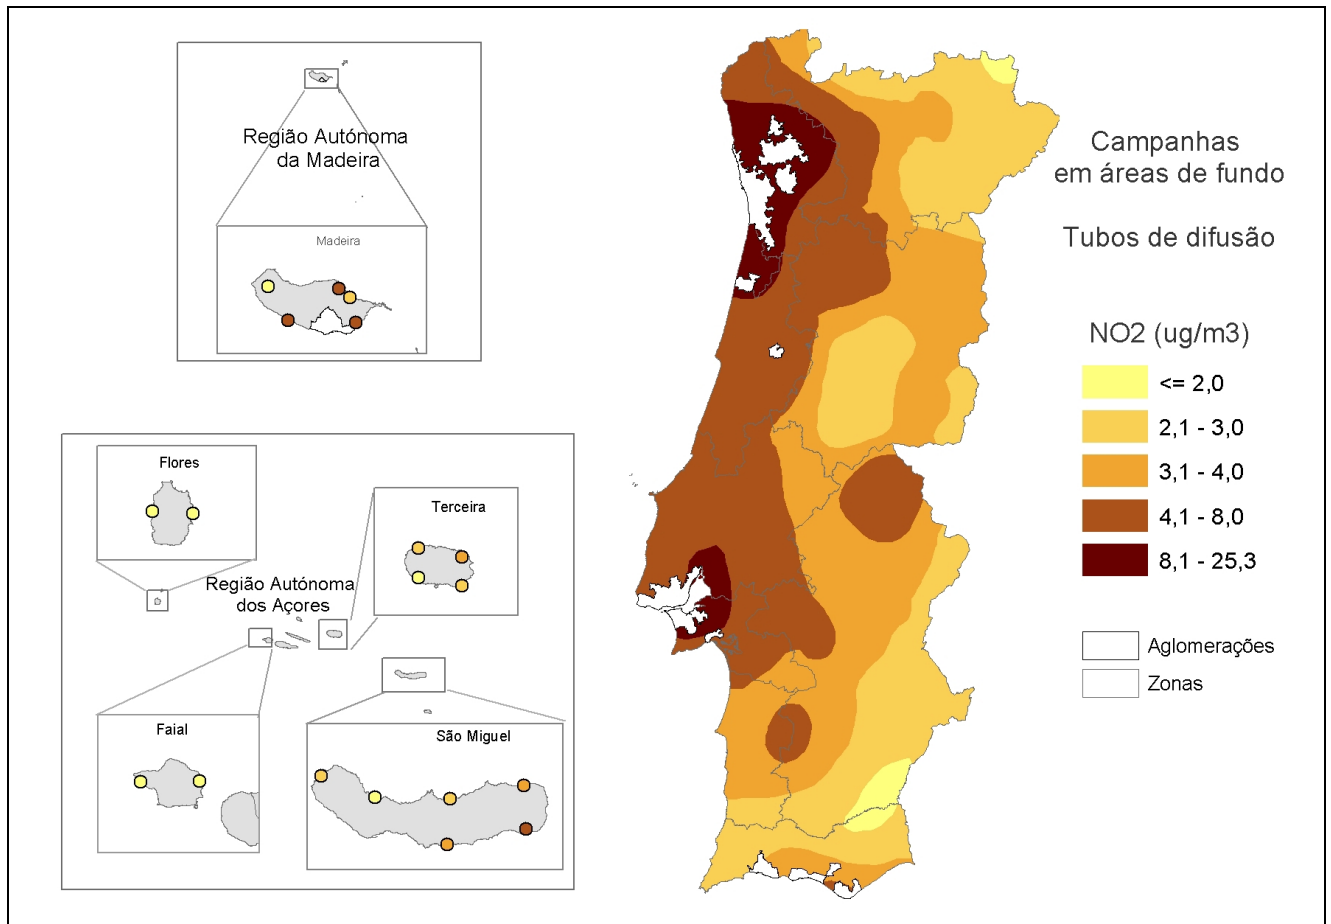 Região Autónoma
da Madeira
Madeira
Flores
Terceira
Região Autónoma
dos Açores
Faial
São Miguel
Campanhas
em áreas de fundo
Tubos de difusão
NO2 (ug/m3)
<= 2,0
2,1 - 3,0
3,1 - 4,0
4,1 - 8,0
8,1 - 25,3
Aglomerações
Zonas